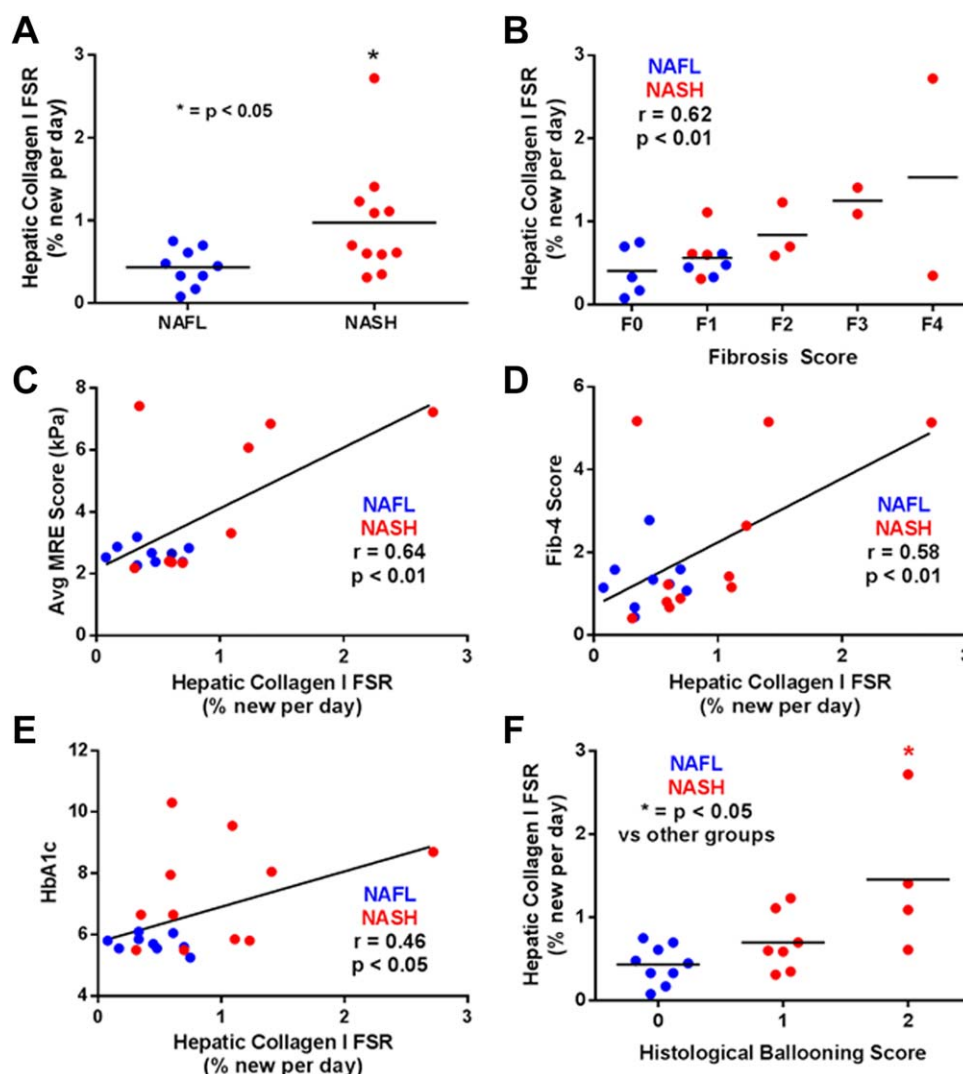 A
Hepatic Collagen I FSR
(% new per day)
3
2
1
0
*
* = p < 0.05
NAFL
NASH
B
Hepatic Collagen I FSR
(% new per day)
3
2
1
0
NAFL
NASH
r = 0.62
p < 0.01
F0
F1
F2
F3
F4
Fibrosis Score
C
Avg MRE Score (kPa)
8
6
4
2
0
NAFL
NASH
r = 0.64
p < 0.01
0
1
2
3
Hepatic Collagen I FSR
(% new per day)
D
Fib-4 Score
6
4
2
0
NAFL
NASH
r = 0.58
p < 0.01
0
1
2
3
Hepatic Collagen I FSR
(% new per day)
E
HbA1c
12
10
8
6
4
NAFL
NASH
r = 0.46
p < 0.05
0
1
2
3
Hepatic Collagen I FSR
(% new per day)
F
Hepatic Collagen I FSR
(% new per day)
3
2
1
0
NAFL
NASH
* = p < 0.05
vs other groups
*
0
1
2
Histological Ballooning Score